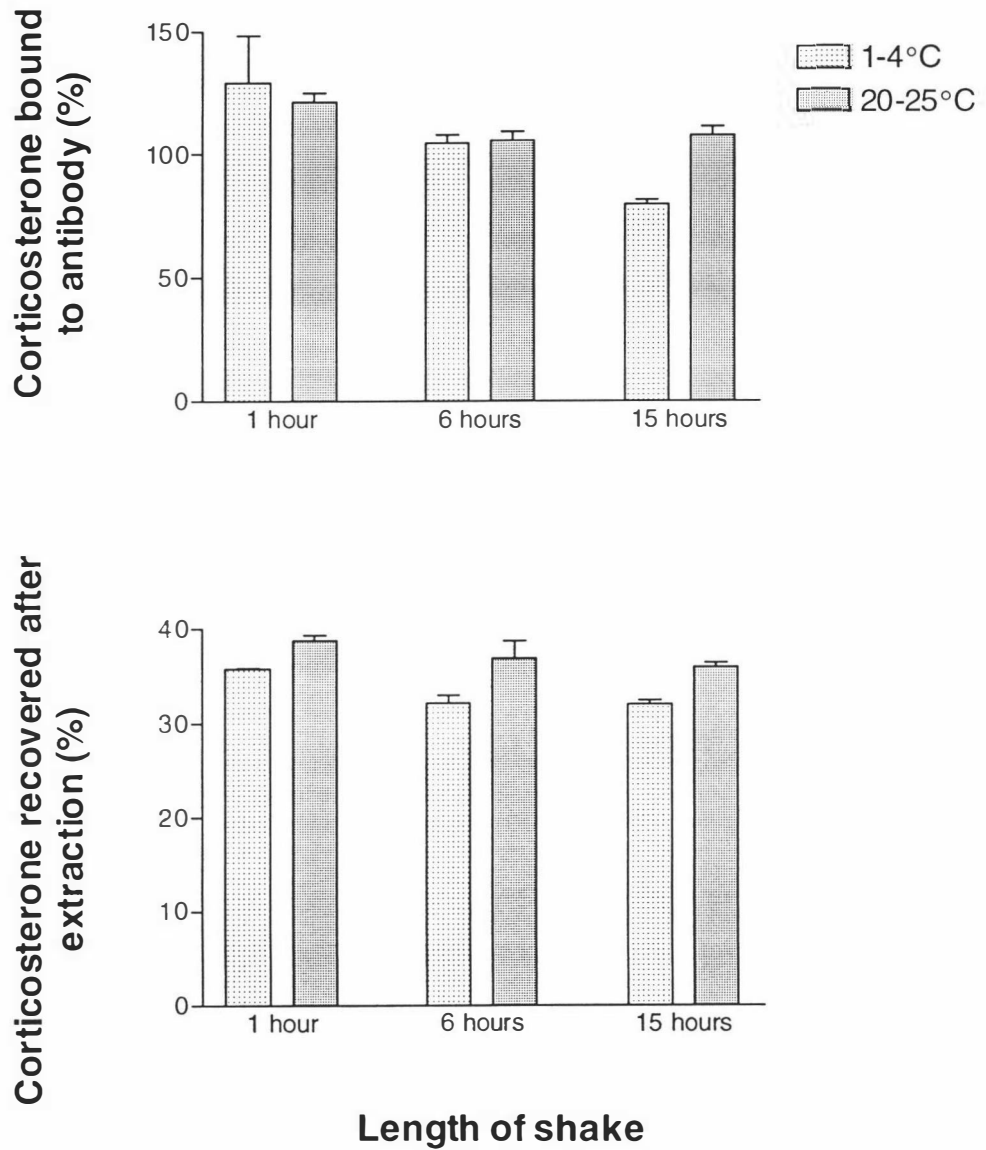 Corticosterone bound
to antibody (%)
150
100
50
0
1 hour
6 hours
15 hours
1-4°C
20-25°C
Corticosterone recovered after
extraction (%)
40
30
20
10
0
1 hour
6 hours
15 hours
Length of shake